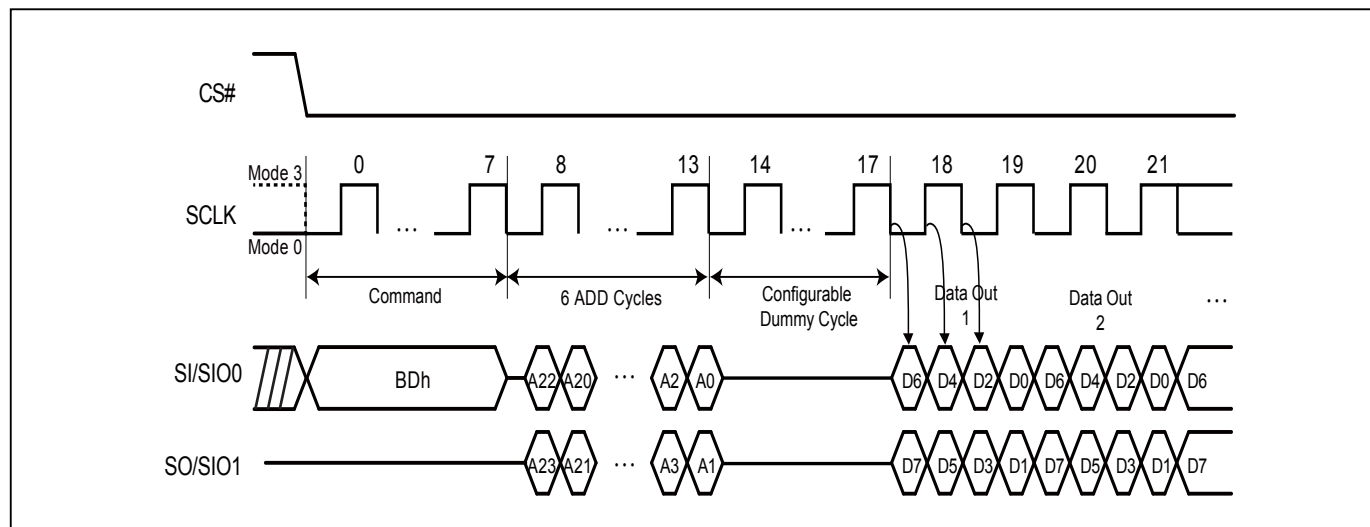 CS#
Mode 3
0 7 8 13 14 17 18 19 20 21
SCLK
... ... ...
Mode 0
Command
6 ADD Cycles
Configurable
Dummy Cycle
Data Out
1
Data Out
2
...
SI/SIO0
BDh
A22 A20 ... A2 A0
D6 D4 D2 D0 D6 D4 D2 D0 D6
SO/SIO1
A23 A21 ... A3 A1
D7 D5 D3 D1 D7 D5 D3 D1 D7